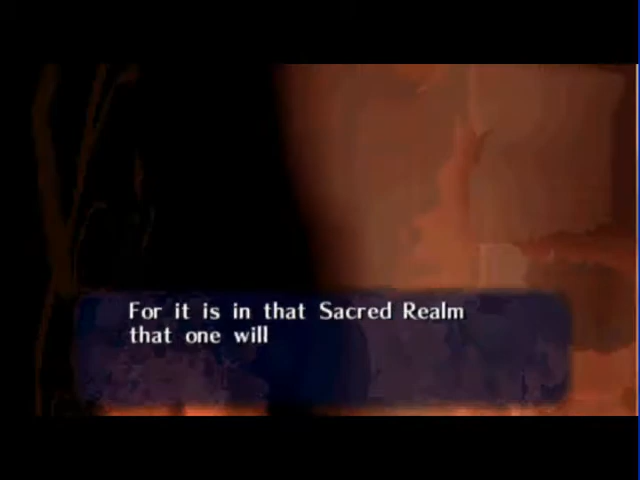 For it is in that Sacred Realm
that one will